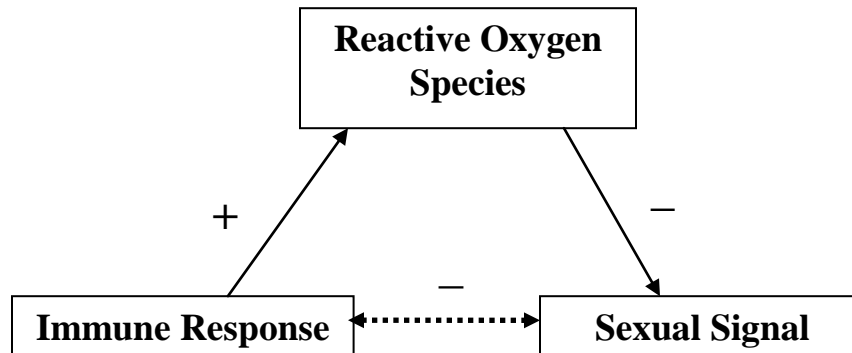 Reactive Oxygen
Species
+
–
–
Immune Response
Sexual Signal